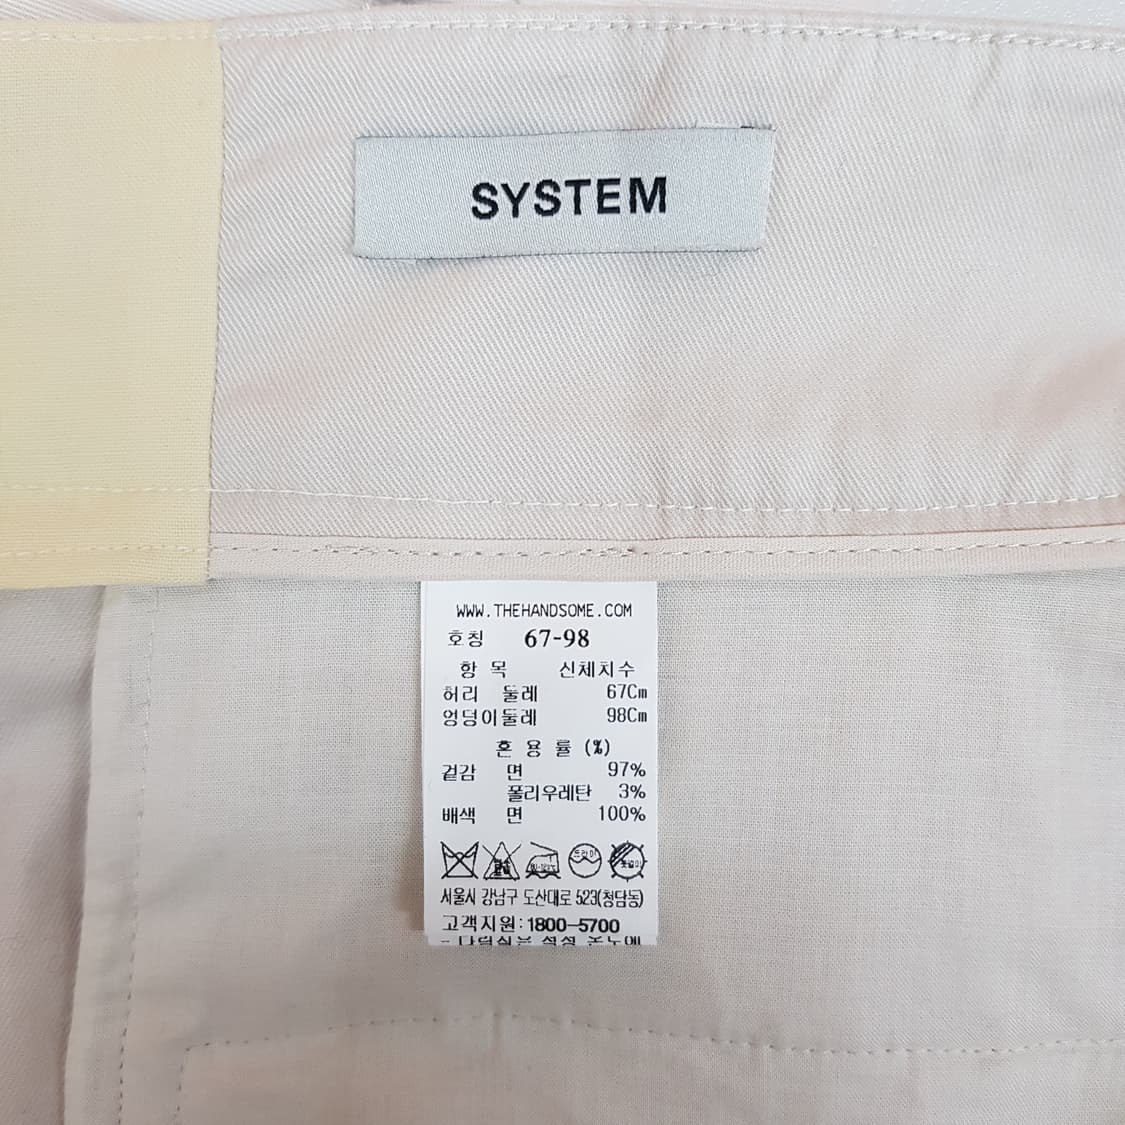 SYSTEM
WWW.THEHANDSOME.COM
호칭 67-98
항 목 신체치수
허리 둘레 67Cm
엉덩이둘레 98Cm
혼 용 률 (%)
겉감 면 97%
폴리우레탄 3%
배색 면 100%
드라이
서울시 강남구 도산대로 523(청담동)
고객지원: 1800-5700